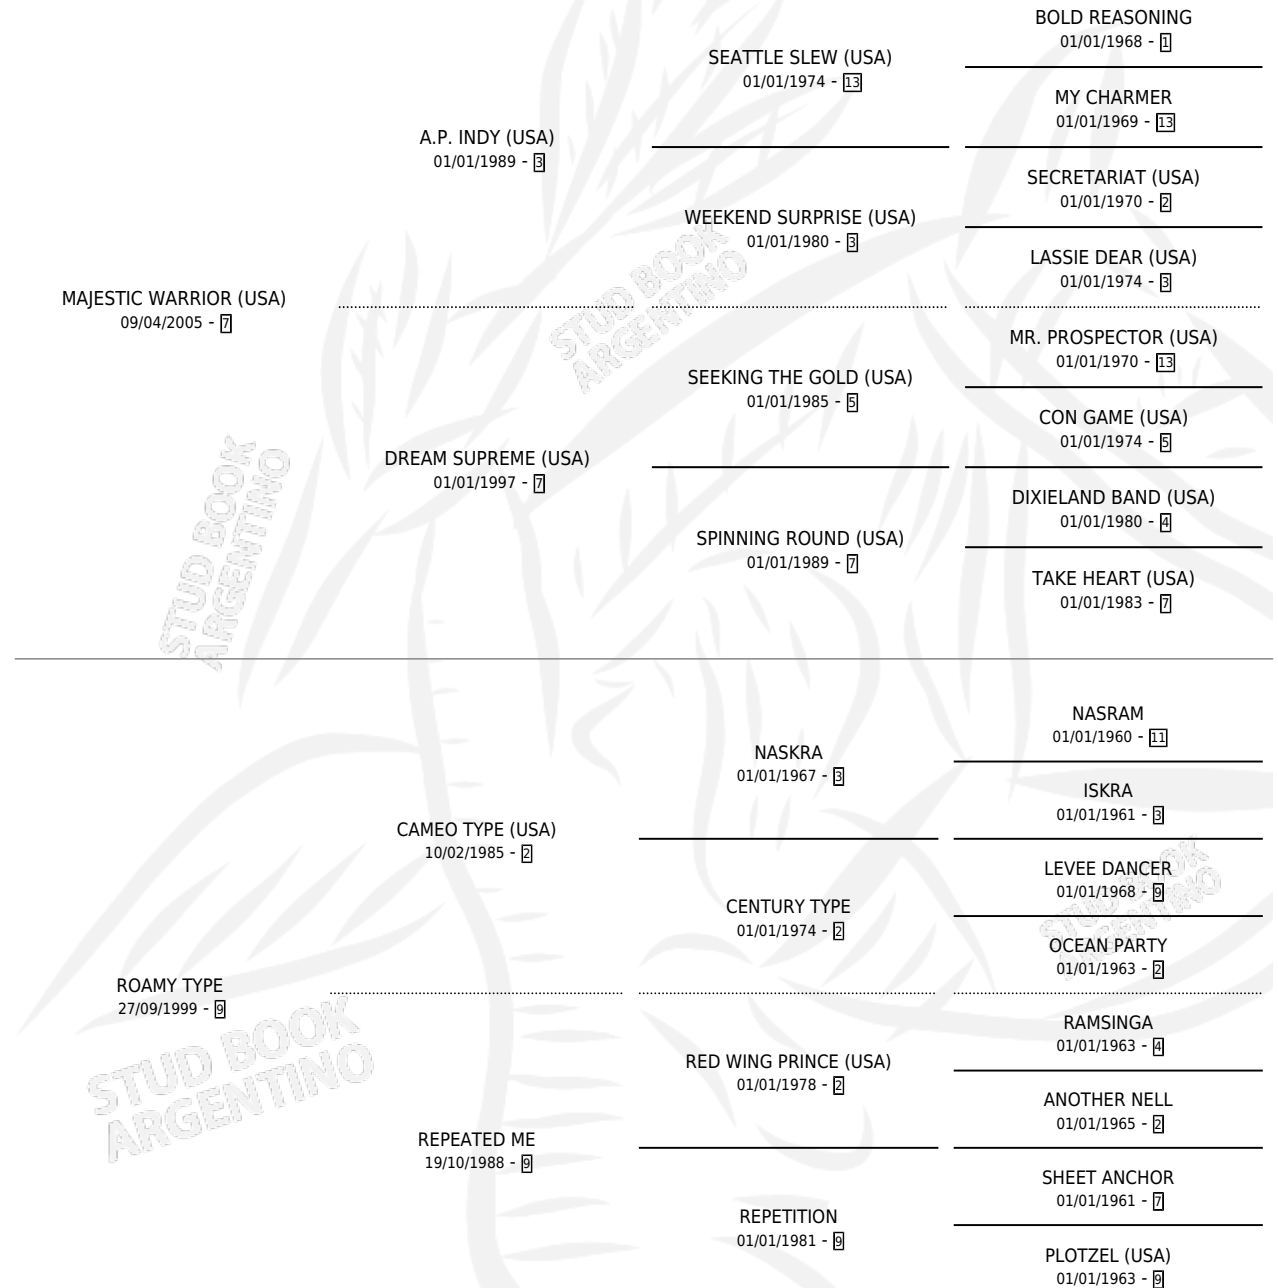 BOLD REASONING
01/01/1968 - 1
SEATTLE SLEW (USA)
01/01/1974 - 13
MY CHARMER
01/01/1969 - 13
A.P. INDY (USA)
01/01/1989 - 3
SECRETARIAT (USA)
01/01/1970 - 2
WEEKEND SURPRISE (USA)
01/01/1980 - 3
LASSIE DEAR (USA)
01/01/1974 - 3
MAJESTIC WARRIOR (USA)
09/04/2005 - 7
MR. PROSPECTOR (USA)
01/01/1970 - 13
SEEKING THE GOLD (USA)
01/01/1985 - 5
CON GAME (USA)
01/01/1974 - 5
DREAM SUPREME (USA)
01/01/1997 - 7
DIXIELAND BAND (USA)
01/01/1980 - 4
SPINNING ROUND (USA)
01/01/1989 - 7
TAKE HEART (USA)
01/01/1983 - 7
NASRAM
01/01/1960 - 11
NASKRA
01/01/1967 - 3
ISKRA
01/01/1961 - 3
CAMEO TYPE (USA)
10/02/1985 - 2
LEVEE DANCER
01/01/1968 - 9
CENTURY TYPE
01/01/1974 - 2
OCEAN PARTY
01/01/1963 - 2
ROAMY TYPE
27/09/1999 - 9
RAMSINGA
01/01/1963 - 4
RED WING PRINCE (USA)
01/01/1978 - 2
ANOTHER NELL
01/01/1965 - 2
REPEATED ME
19/10/1988 - 9
SHEET ANCHOR
01/01/1961 - 7
REPETITION
01/01/1981 - 9
PLOTZEL (USA)
01/01/1963 - 9
STUD BOOK
ARGENTINO
STUD BOOK
ARGENTINO
STUD BOOK
ARGENTINO
STUD BOOK
ARGENTINO